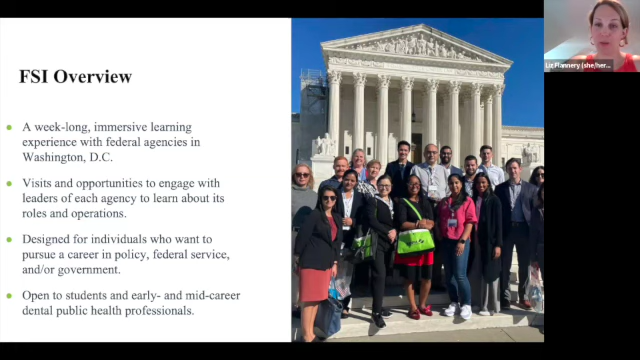 FSI Overview
A week-long, immersive learning
experience with federal agencies in
Washington, D.C.
Visits and opportunities to engage with
leaders of each agency to learn about its
roles and operations.
Designed for individuals who want to
pursue a career in policy, federal service,
and/or government.
Open to students and early- and mid-career
dental public health professionals.
Liz Flannery (she/her...